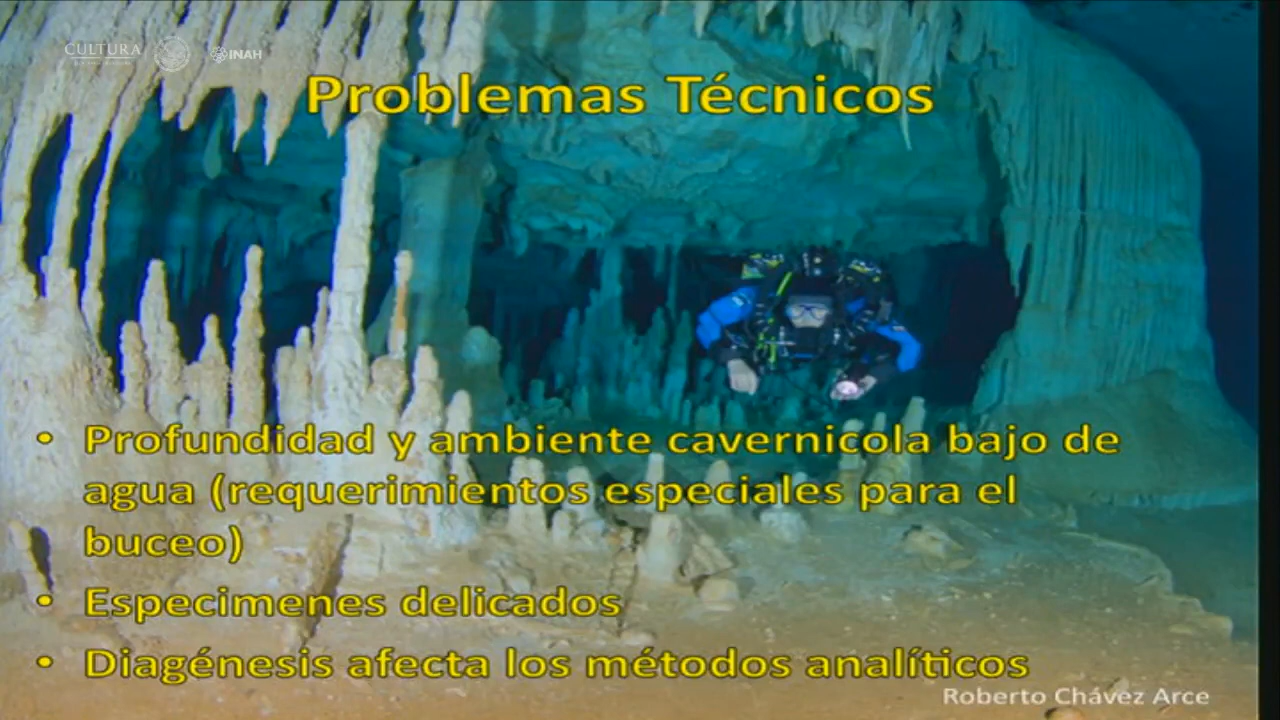 CULTURA
INAH
Problemas Técnicos
• Profundidad y ambiente cavernicola bajo de
agua (requerimientos especiales para el
buceo)
• Especimenes delicados
• Diagénesis afecta los métodos analíticos
Roberto Chávez Arce